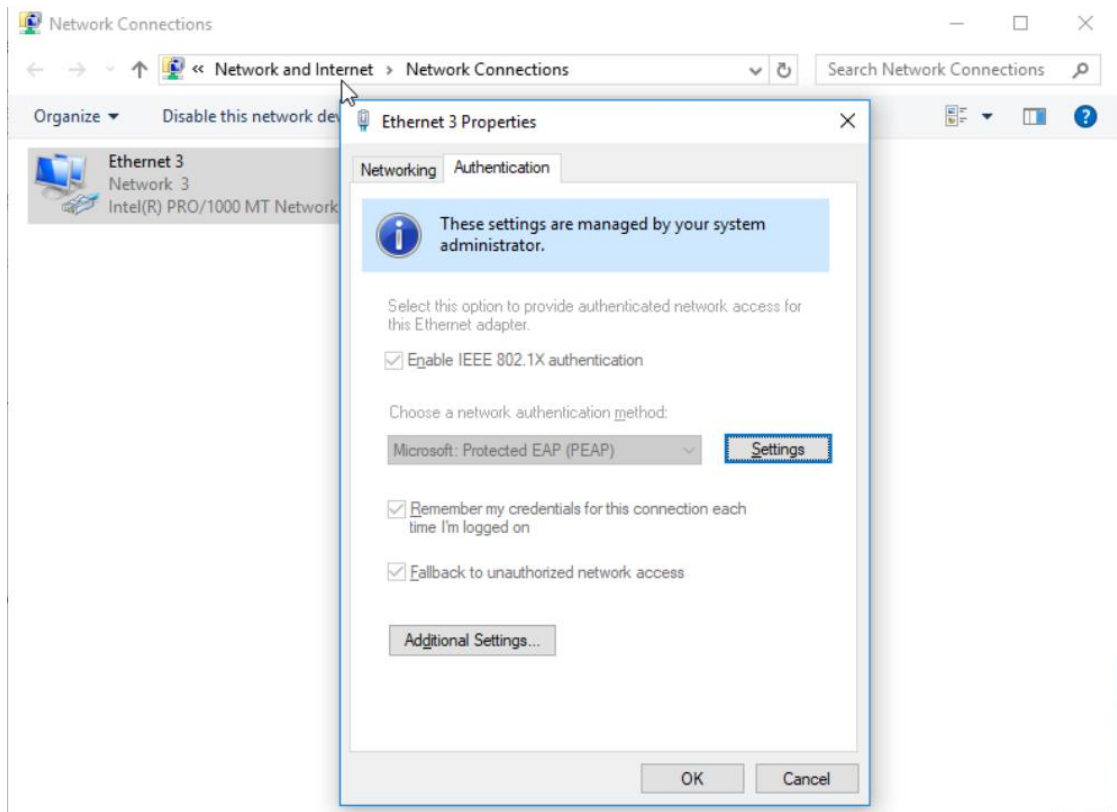 Network Connections
« Network and Internet › Network Connections
Search Network Connections
Organize
Disable this network dev
Ethernet 3
Network 3
Intel(R) PRO/1000 MT Network
Ethernet 3 Properties
Networking
Authentication
These settings are managed by your system
administrator.
Select this option to provide authenticated network access for
this Ethernet adapter.
Enable IEEE 802.1X authentication
Choose a network authentication method:
Microsoft: Protected EAP (PEAP)
Settings
Remember my credentials for this connection each
time I'm logged on
Fallback to unauthorized network access
Additional Settings...
OK
Cancel